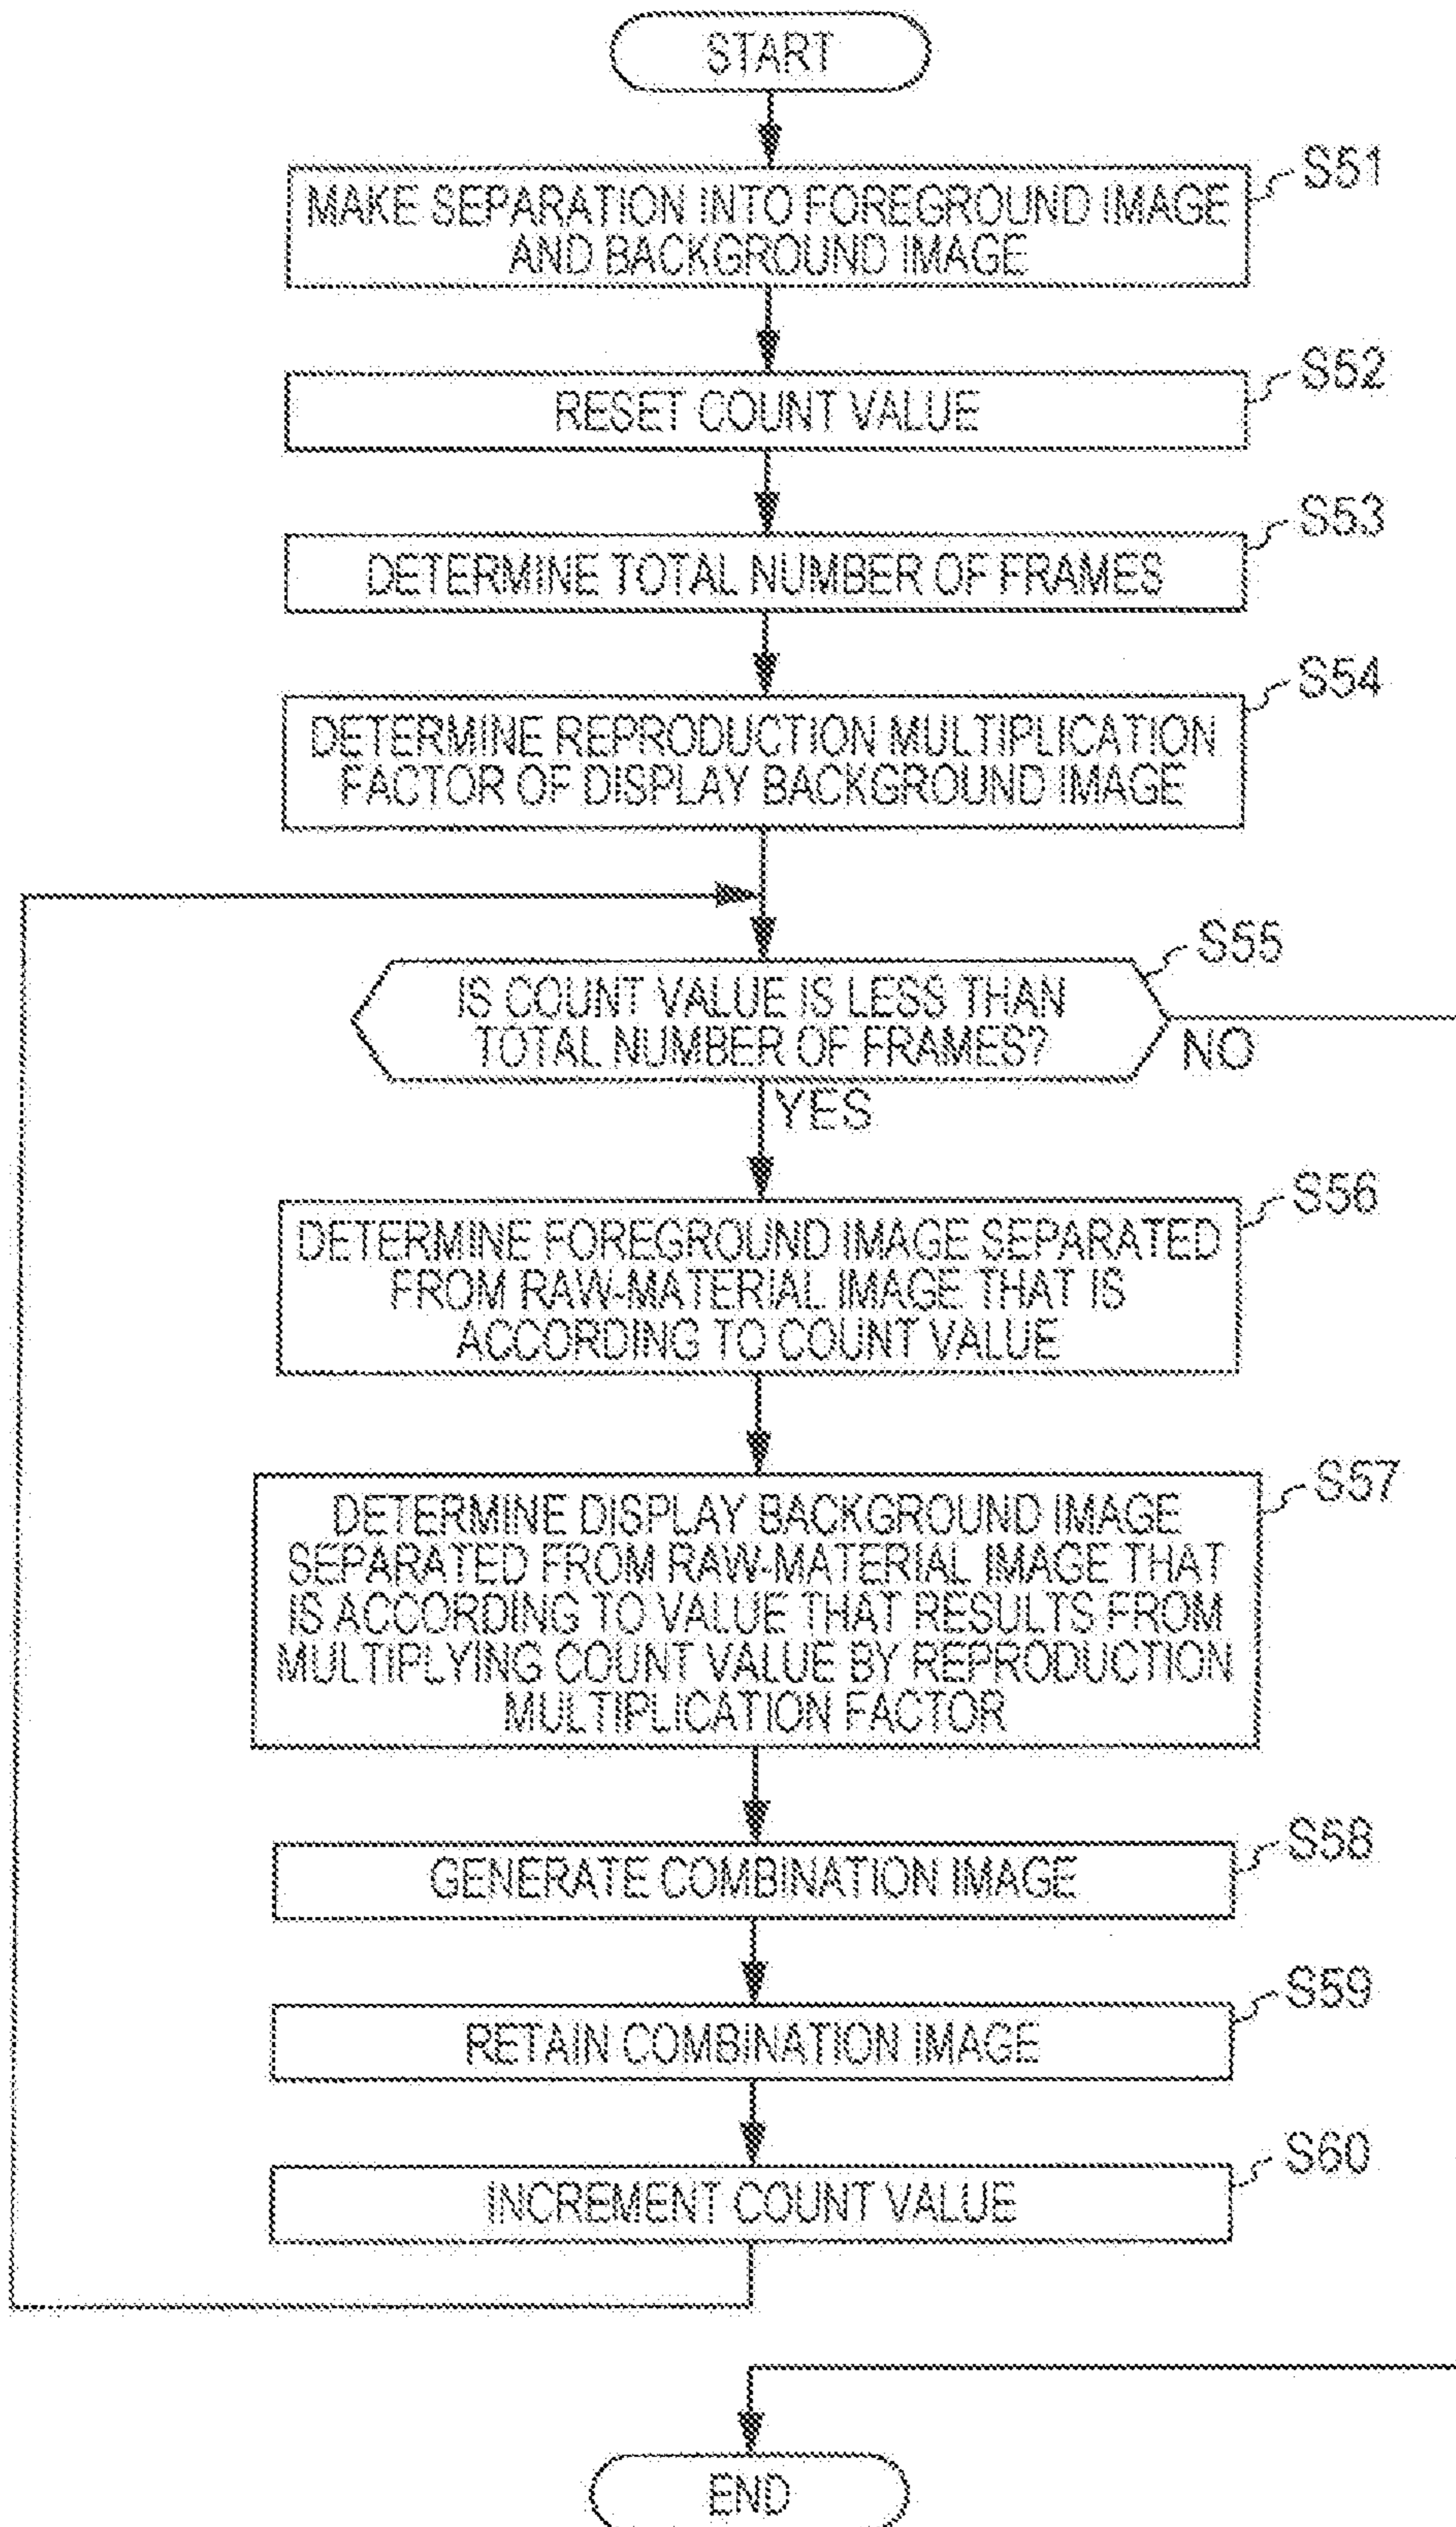 START
S51
MAKE SEPARATION INTO FOREGROUND IMAGE
AND BACKGROUND IMAGE
S52
RESET COUNT VALUE
S53
DETERMINE TOTAL NUMBER OF FRAMES
S54
DETERMINE REPRODUCTION MULTIPLICATION
FACTOR OF DISPLAY BACKGROUND IMAGE
S55
IS COUNT VALUE IS LESS THAN
TOTAL NUMBER OF FRAMES?
NO
YES
S56
DETERMINE FOREGROUND IMAGE SEPARATED
FROM RAW-MATERIAL IMAGE THAT IS
ACCORDING TO COUNT VALUE
S57
DETERMINE DISPLAY BACKGROUND IMAGE
SEPARATED FROM RAW-MATERIAL IMAGE THAT
IS ACCORDING TO VALUE THAT RESULTS FROM
MULTIPLYING COUNT VALUE BY REPRODUCTION
MULTIPLICATION FACTOR
S58
GENERATE COMBINATION IMAGE
S59
RETAIN COMBINATION IMAGE
S60
INCREMENT COUNT VALUE
END